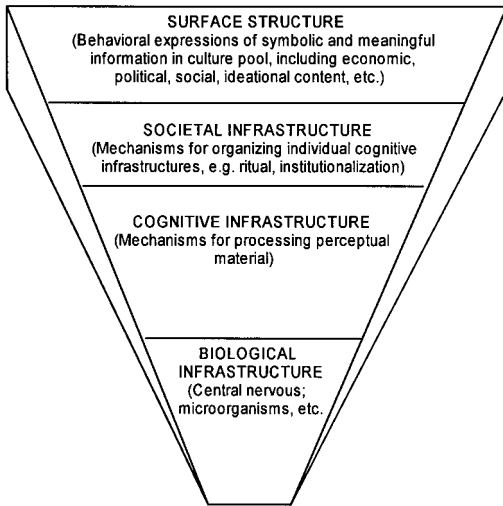 SURFACE STRUCTURE
(Behavioral expressions of symbolic and meaningful
information in culture pool, including economic,
political, social, ideational content, etc.)
SOCIETAL INFRASTRUCTURE
(Mechanisms for organizing individual cognitive
infrastructures, e.g. ritual, institutionalization)
COGNITIVE INFRASTRUCTURE
(Mechanisms for processing perceptual
material)
BIOLOGICAL
INFRASTRUCTURE
(Central nervous;
microorganisms, etc.